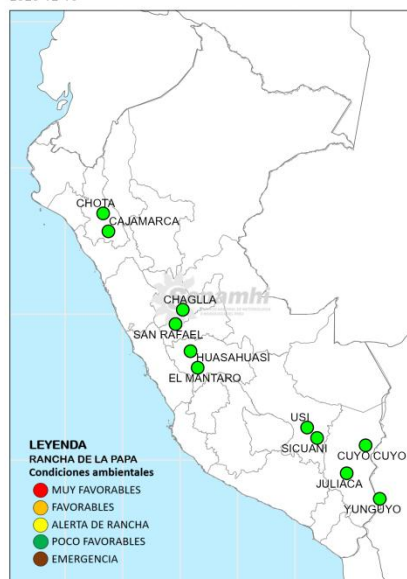 CHOTA
CAJAMARCA
CHAGLLA
SAN RAFAEL
HUASAHUASI
EL MANTARO
USI
SICUANI
CUYO CUYO
JULIACA
YUNGUYO
LEYENDA
RANCHA DE LA PAPA
Condiciones ambientales
MUY FAVORABLES
FAVORABLES
ALERTA DE RANCHA
POCO FAVORABLES
EMERGENCIA